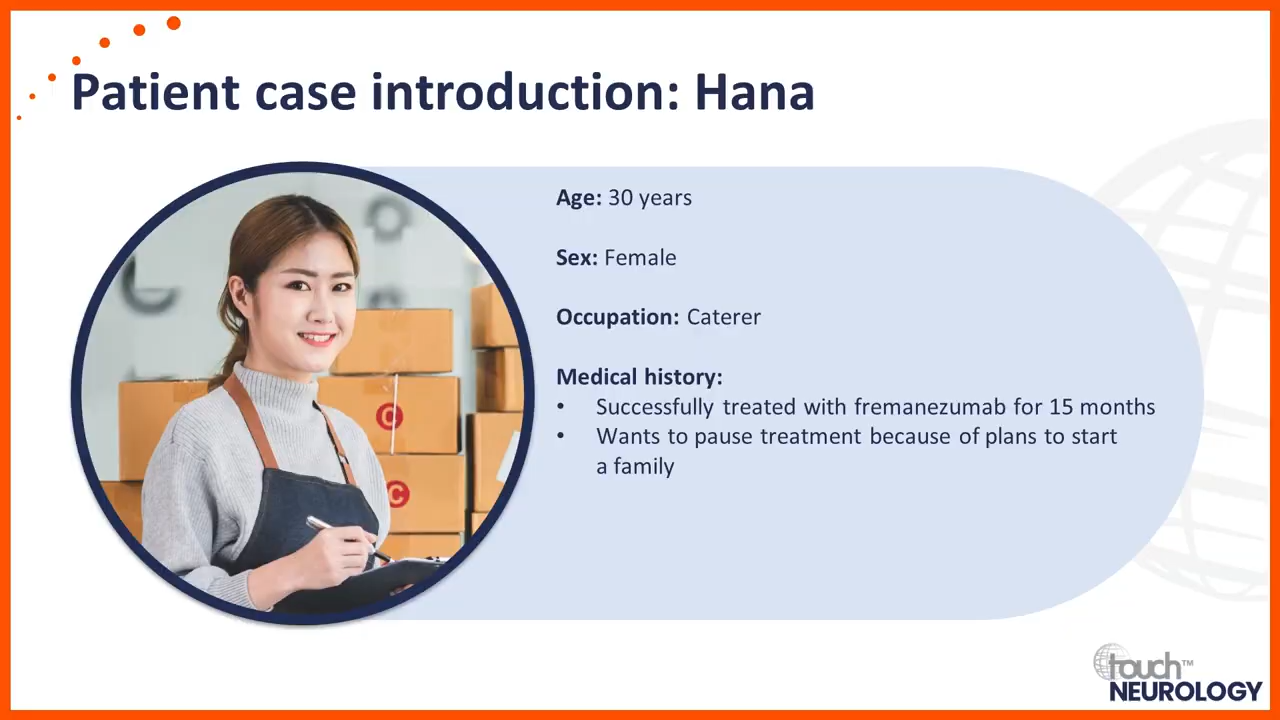 Patient case introduction: Hana
Age: 30 years
Sex: Female
Occupation: Caterer
Medical history:
• Successfully treated with fremanezumab for 15 months
• Wants to pause treatment because of plans to start
a family
C
C
touch™
NEUROLOGY